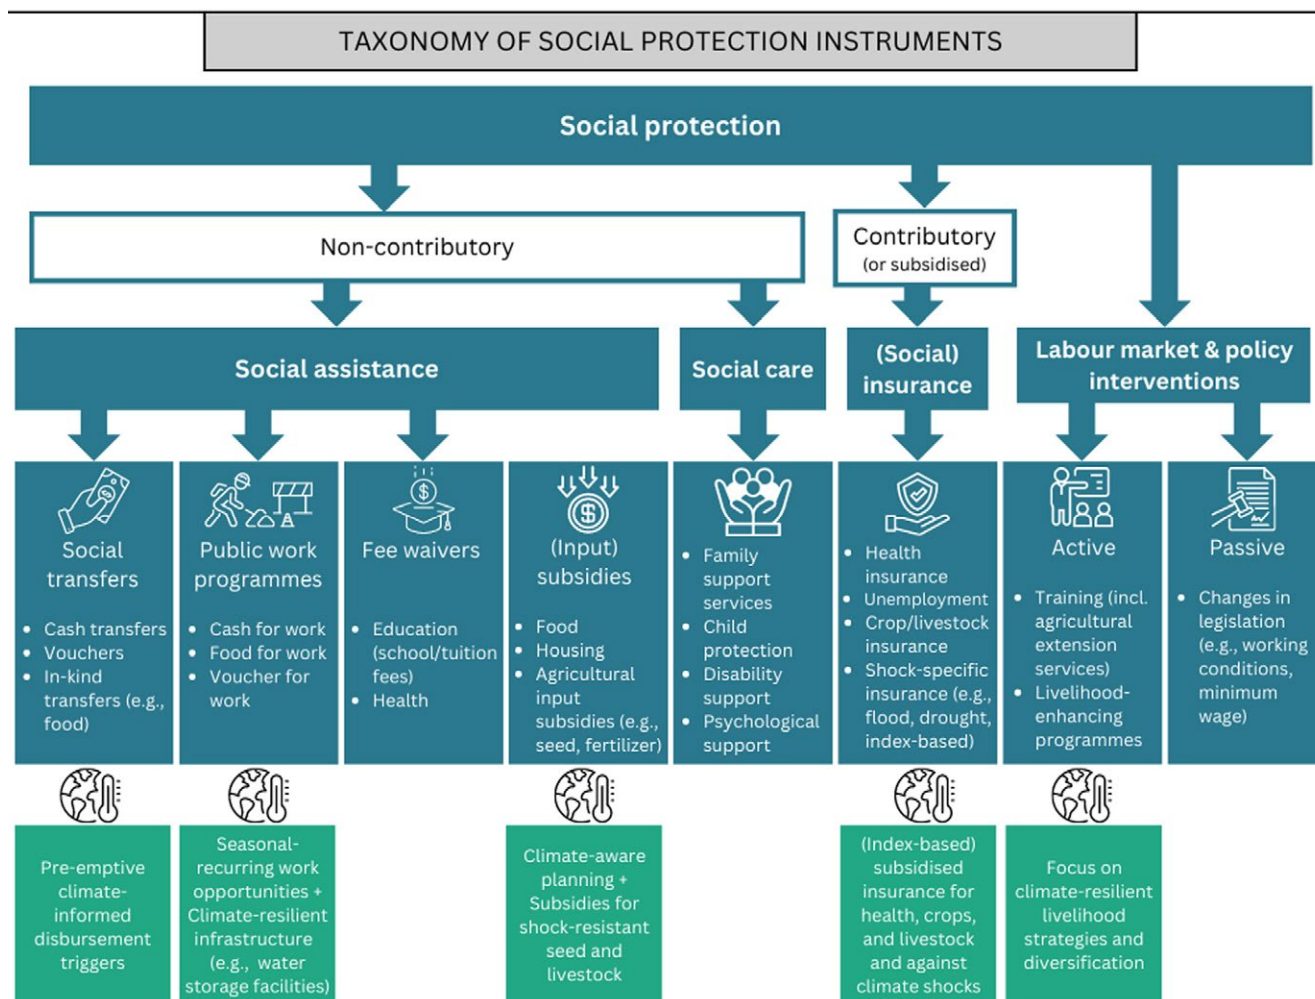 TAXONOMY OF SOCIAL PROTECTION INSTRUMENTS
Social protection
Non-contributory
Contributory
(or subsidised)
Social assistance
Social care
(Social)
insurance
Labour market & policy
interventions
Social
transfers
• Cash transfers
• Vouchers
• In-kind
transfers (e.g.,
food)
Public work
programmes
• Cash for work
• Food for work
• Voucher for
work
Fee waivers
• Education
(school/tuition
fees)
• Health
(Input)
subsidies
• Food
• Housing
• Agricultural
input
subsidies (e.g.,
seed, fertilizer)
• Family
support
services
• Child
protection
• Disability
support
• Psychological
support
• Health
insurance
• Unemployment
• Crop/livestock
insurance
• Shock-specific
insurance (e.g.,
flood, drought,
index-based)
Active
• Training (incl.
agricultural
extension
services)
• Livelihood-
enhancing
programmes
Passive
• Changes in
legislation
(e.g., working
conditions,
minimum
wage)
Pre-emptive
climate-
informed
disbursement
triggers
Seasonal-
recurring work
opportunities +
Climate-resilient
infrastructure
(e.g., water
storage facilities)
Climate-aware
planning +
Subsidies for
shock-resistant
seed and
livestock
(Index-based)
subsidised
insurance for
health, crops,
and livestock
and against
climate shocks
Focus on
climate-resilient
livelihood
strategies and
diversification